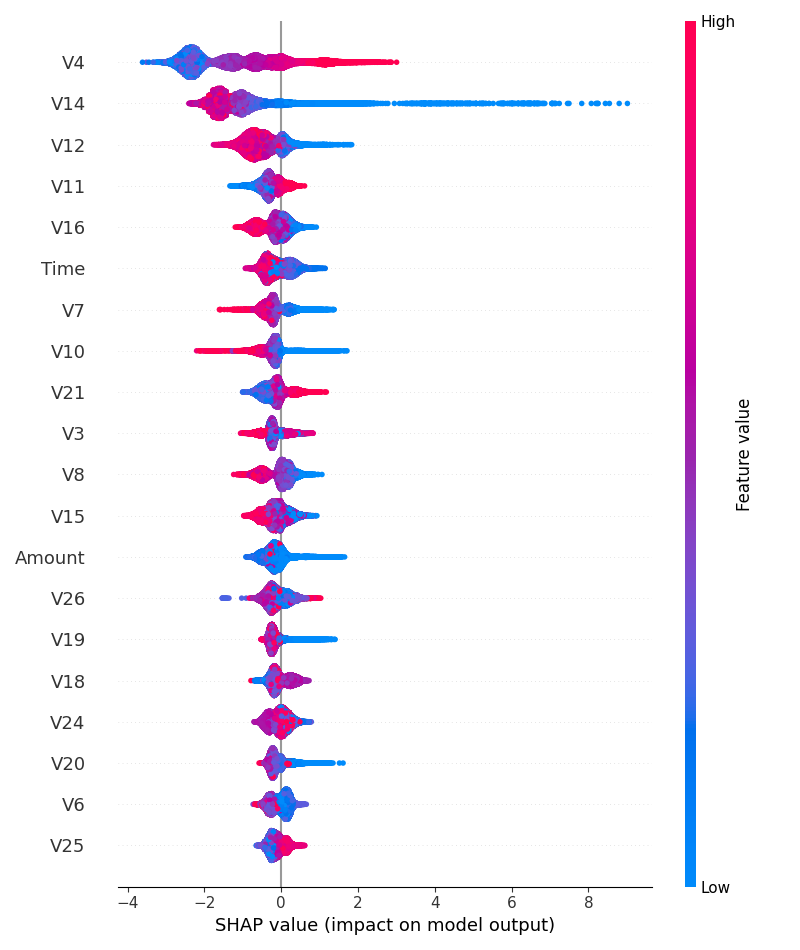 High
V4
V14
V12
V11
V16
Time
V7
V10
V21
V3
V8
V15
Amount
V26
V19
V18
V24
V20
V6
V25
Feature value
Low
−4 −2 0 2 4 6 8
SHAP value (impact on model output)